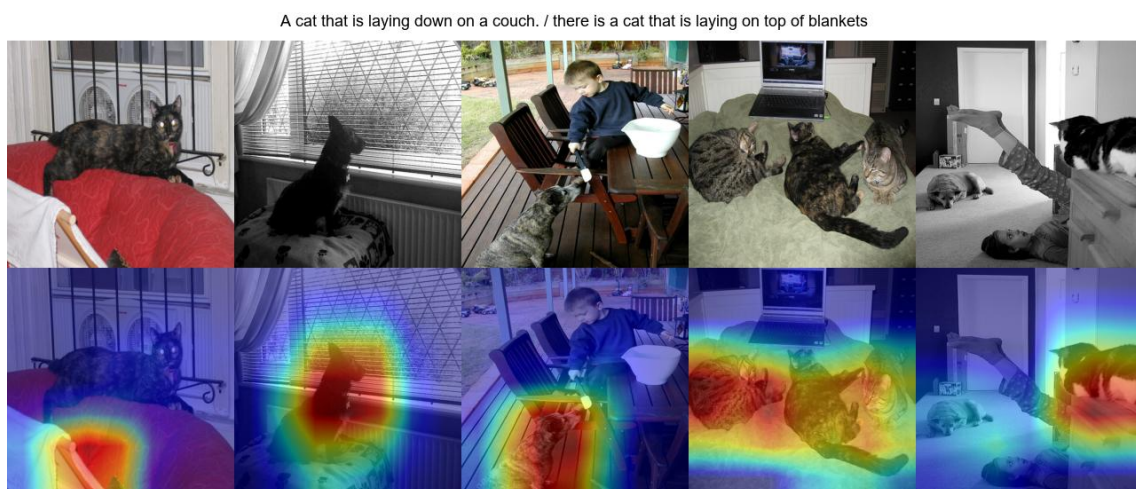 A cat that is laying down on a couch. / there is a cat that is laying on top of blankets